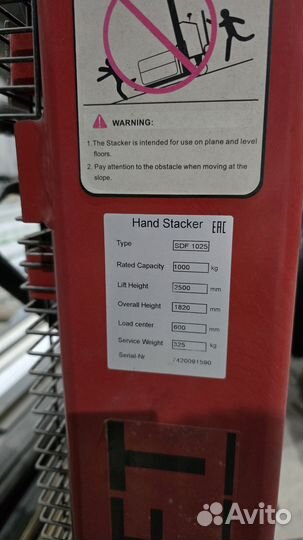 WARNING:
1.The Stacker is intended for use on plane and level
floors.
2. Pay attention to the obstacle when moving at the
slope.
Hand Stacker EAC
Type SDF 1025
Rated Capacity 1000 kg
Lift Height 2500 mm
Overall Height 1820 mm
Load center 600 mm
Service Weight 325 kg
Serial-Nr 7420091590
Avito